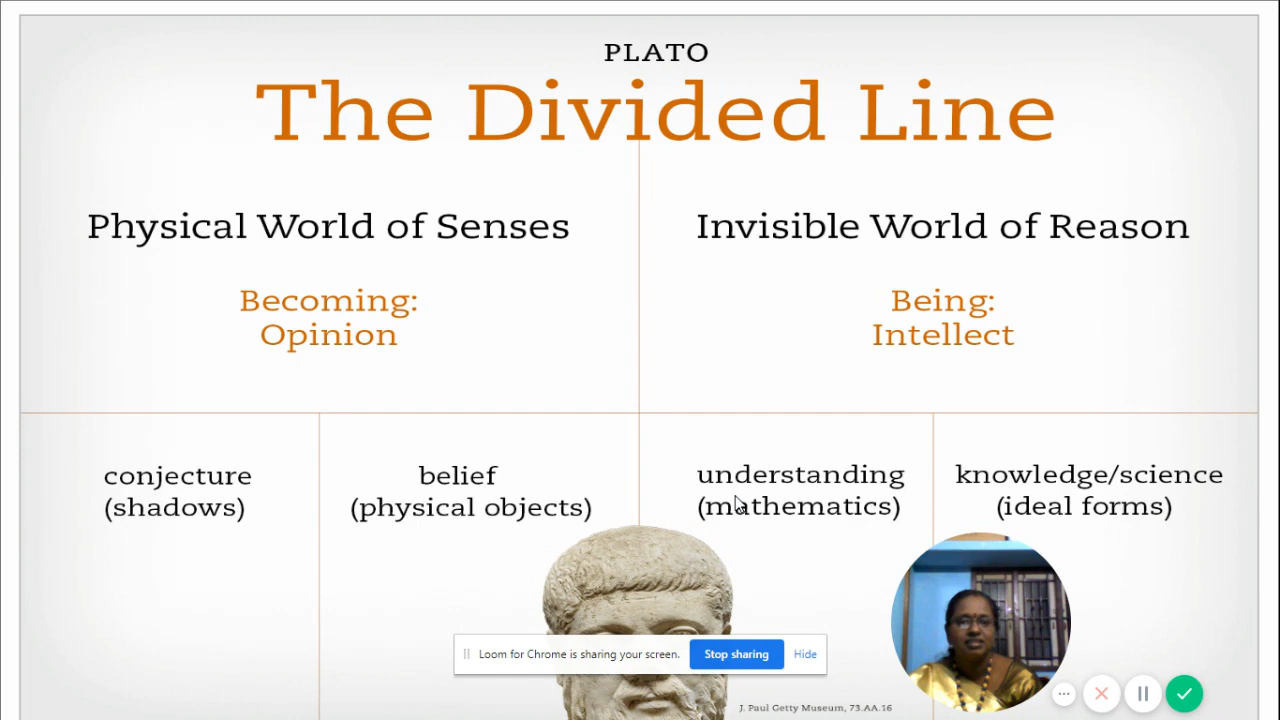 PLATO
The Divided Line
Physical World of Senses
Invisible World of Reason
Becoming:
Opinion
Being:
Intellect
conjecture
(shadows)
belief
(physical objects)
understanding
(mathematics)
knowledge/science
(ideal forms)
Loom for Chrome is sharing your screen.
Stop sharing
Hide
J. Paul Getty Museum, 73.AA.16